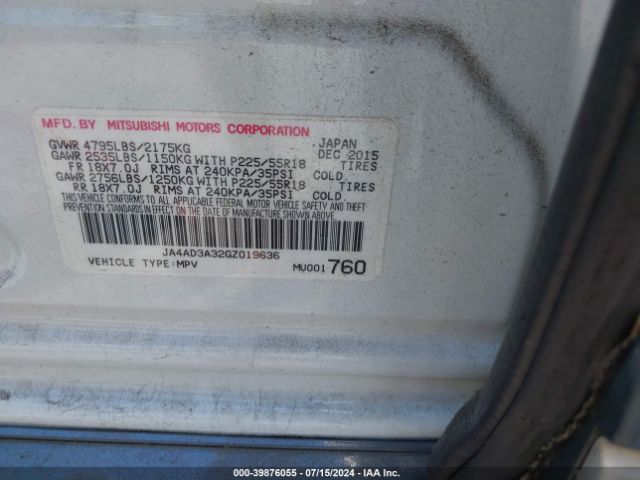 MFD. BY MITSUBISHI MOTORS CORPORATION
GVWR 4795LBS/2175KG JAPAN
GAWR 2535LBS/1150KG WITH P225/55R18 DEC 2015 TIRES
FR 18X7.0J RIMS AT 240KPA/35PSI COLD.
GAWR 2756LBS/1250KG WITH P225/55R18 TIRES
RR 18X7.0J RIMS AT 240KPA/35PSI COLD.
THIS VEHICLE CONFORMS TO ALL APPLICABLE FEDERAL MOTOR VEHICLE SAFETY AND THEFT
PREVENTION STANDARDS IN EFFECT ON THE DATE OF MANUFACTURE SHOWN ABOVE.
JA4AD3A32GZ019636
VEHICLE TYPE:MPV MU001760
000-39876055 - 07/15/2024 - IAA Inc.